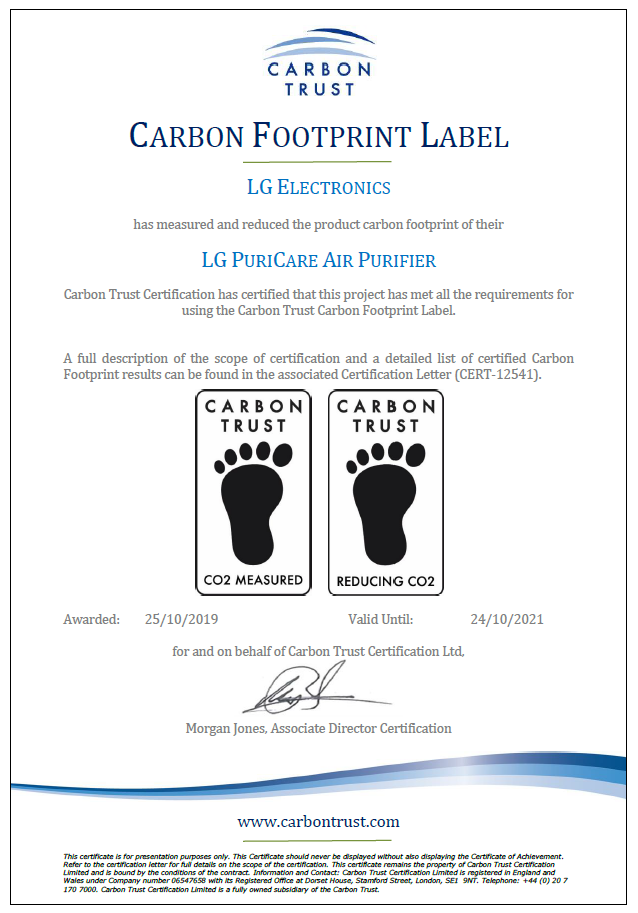 CARBON
TRUST
CARBON FOOTPRINT LABEL
LG ELECTRONICS
has measured and reduced the product carbon footprint of their
LG PURICARE AIR PURIFIER
Carbon Trust Certification has certified that this project has met all the requirements for
using the Carbon Trust Carbon Footprint Label.
A full description of the scope of certification and a detailed list of certified Carbon
Footprint results can be found in the associated Certification Letter (CERT-12541).
CARBON
TRUST
CO2 MEASURED
CARBON
TRUST
REDUCING CO2
Awarded: 25/10/2019 Valid Until: 24/10/2021
for and on behalf of Carbon Trust Certification Ltd,
Morgan Jones, Associate Director Certification
www.carbontrust.com
This certificate is for presentation purposes only. This Certificate should never be displayed without also displaying the Certificate of Achievement.
Refer to the certification letter for full details on the scope of the certification. This certificate remains the property of Carbon Trust Certification
Limited and is bound by the conditions of the contract. Information and Contact: Carbon Trust Certification Limited is registered in England and
Wales under Company number 06547658 with its Registered Office at Dorset House, Stamford Street, London, SE1 9NT. Telephone: +44 (0) 20 7
170 7000. Carbon Trust Certification Limited is a fully owned subsidiary of the Carbon Trust.